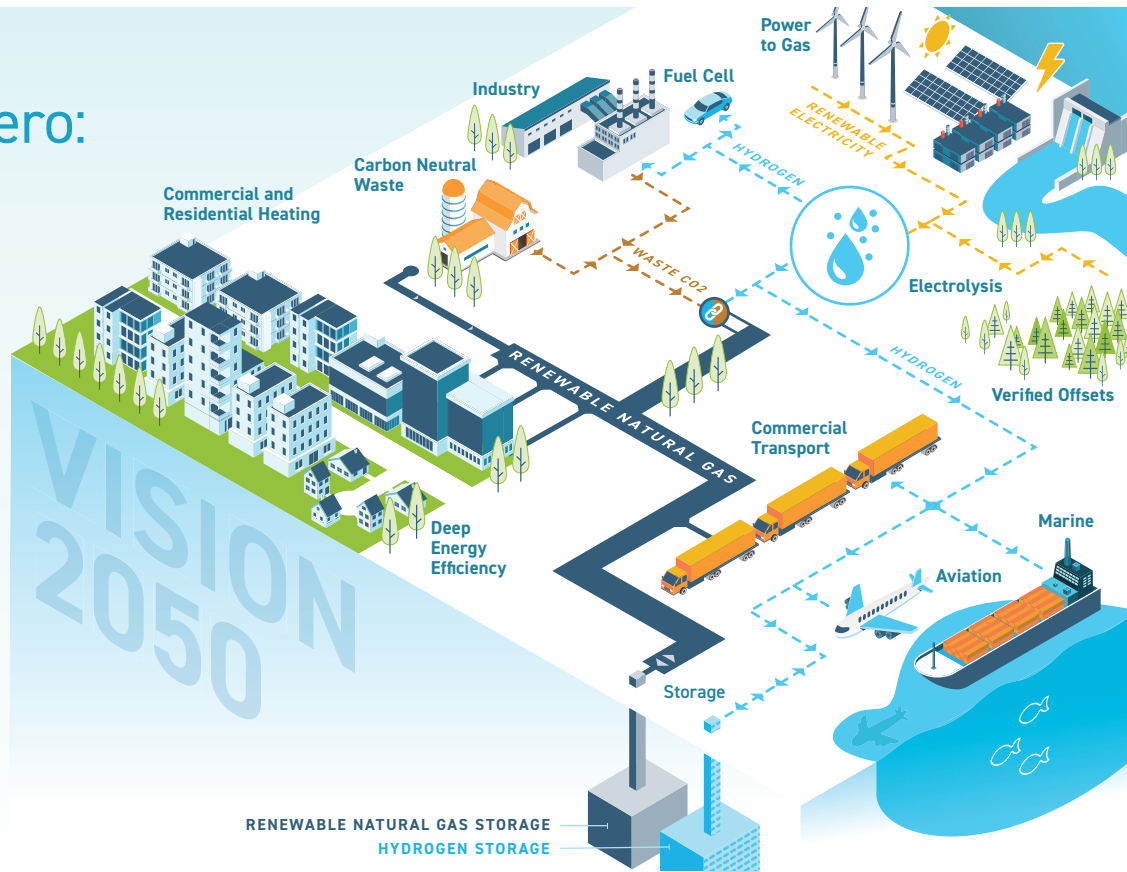 ero:
Power
to Gas
Industry
Fuel Cell
RENEWABLE
ELECTRICITY
HYDROGEN
Carbon Neutral
Waste
Commercial and
Residential Heating
WASTE CO2
Electrolysis
RENEWABLE NATURAL GAS
HYDROGEN
Verified Offsets
Commercial
Transport
VISION
2050
Deep
Energy
Efficiency
Marine
Aviation
Storage
RENEWABLE NATURAL GAS STORAGE
HYDROGEN STORAGE